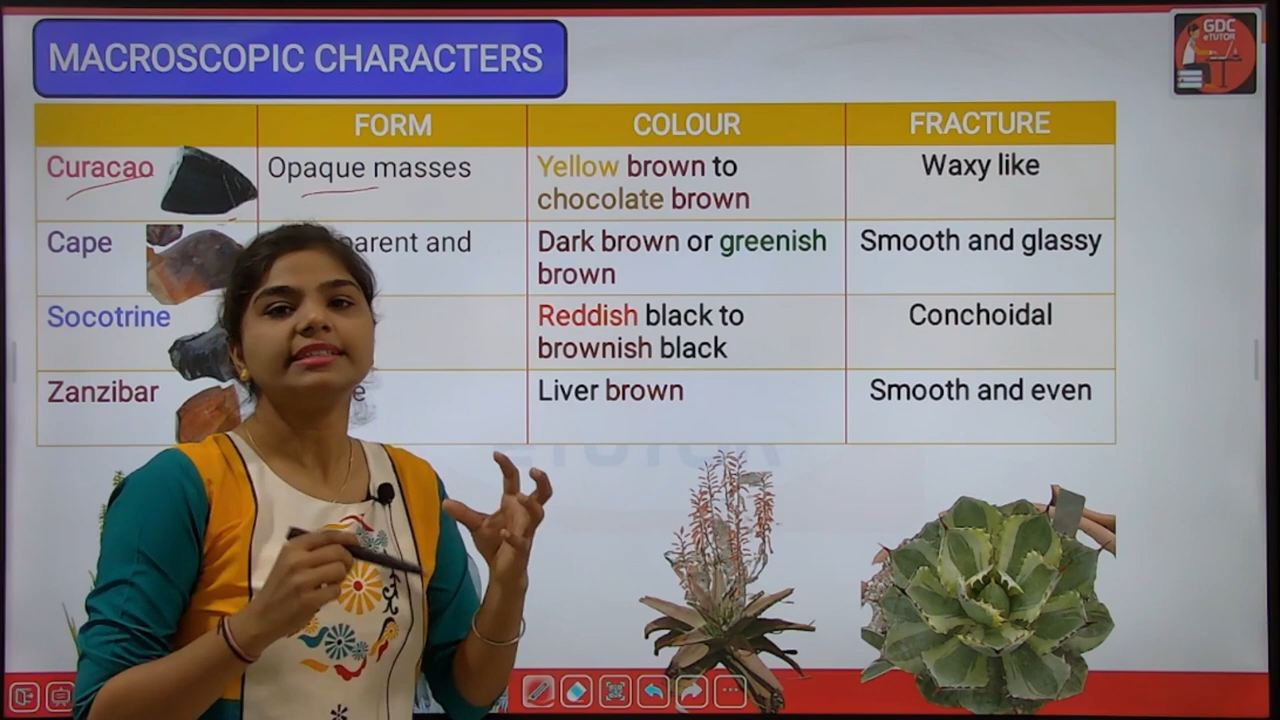 MACROSCOPIC CHARACTERS
GDC
eTUTOR
FORM COLOUR FRACTURE
Curacao Opaque masses Yellow brown to chocolate brown Waxy like
Cape and Dark brown or greenish brown Smooth and glassy
Socotrine Reddish black to brownish black Conchoidal
Zanzibar Liver brown Smooth and even
eTUTOR